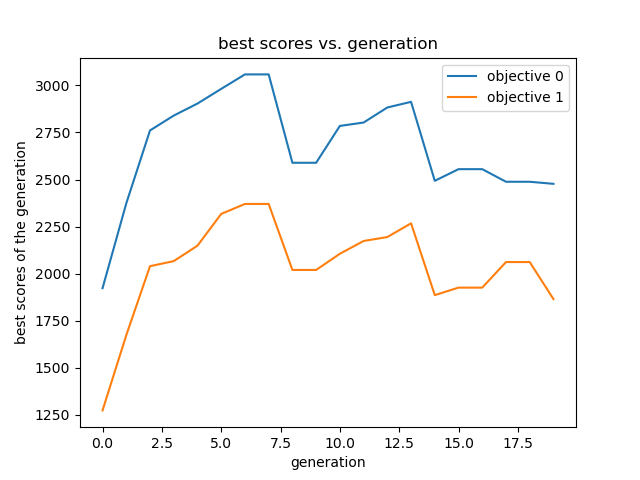 best scores vs. generation
objective 0
objective 1
best scores of the generation
3000
2750
2500
2250
2000
1750
1500
1250
0.0 2.5 5.0 7.5 10.0 12.5 15.0 17.5
generation